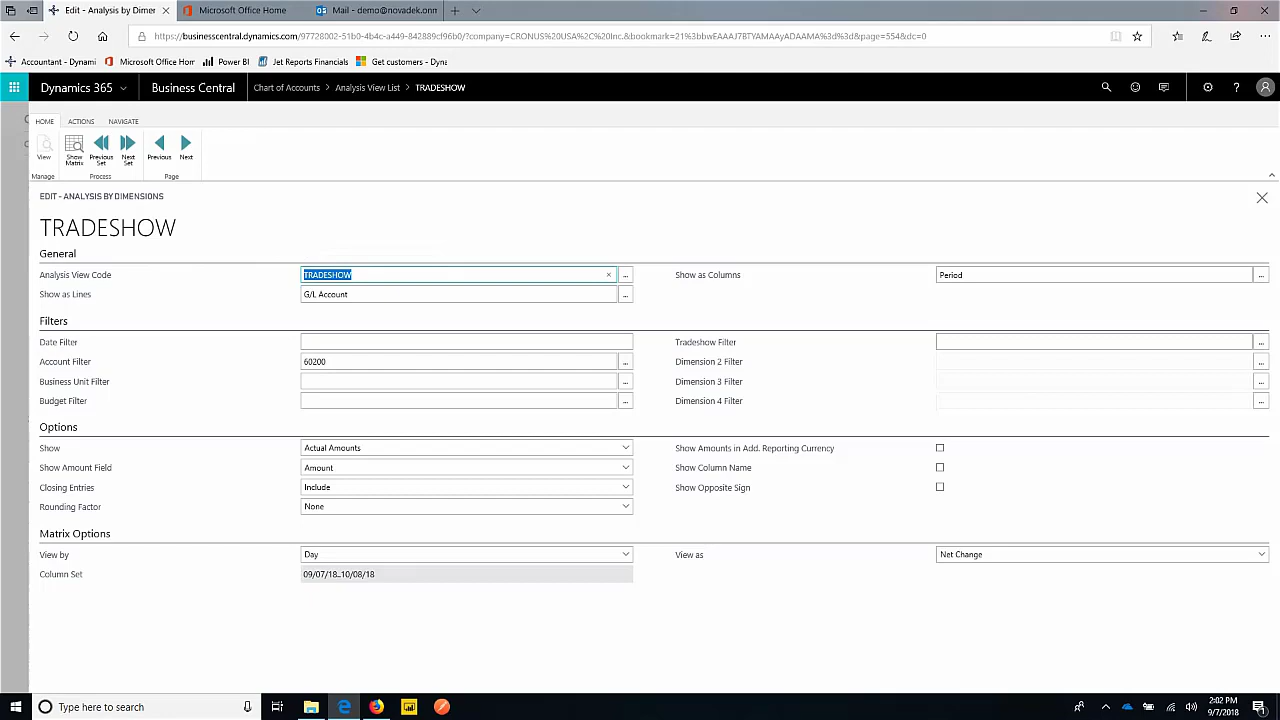 Edit - Analysis by Dimer
Microsoft Office Home
Mail - demo@novadek.onm
https://businesscentral.dynamics.com/97728002-51b0-4b4c-a449-842889cf96b0/?company=CRONUS%20USA%2C%20Inc.&bookmark=21%3bbwEAAAJ7BTYAMAAyADAAMA%3d%3d&page=554&dc=0
Accountant - Dynami
Microsoft Office Hom
Power BI
Jet Reports Financials
Get customers - Dyna
Dynamics 365
Business Central
Chart of Accounts > Analysis View List > TRADESHOW
HOME ACTIONS NAVIGATE
View
Show Matrix
Previous Set
Next Set
Previous
Next
Manage Process Page
EDIT - ANALYSIS BY DIMENSIONS
TRADESHOW
General
Analysis View Code TRADESHOW × ... Show as Columns Period ...
Show as Lines G/L Account ...
Filters
Date Filter Tradeshow Filter ...
Account Filter 60200 ... Dimension 2 Filter ...
Business Unit Filter ... Dimension 3 Filter ...
Budget Filter ... Dimension 4 Filter ...
Options
Show Actual Amounts Show Amounts in Add. Reporting Currency
Show Amount Field Amount Show Column Name
Closing Entries Include Show Opposite Sign
Rounding Factor None
Matrix Options
View by Day View as Net Change
Column Set 09/07/18..10/08/18
Type here to search
2:02 PM
9/7/2018